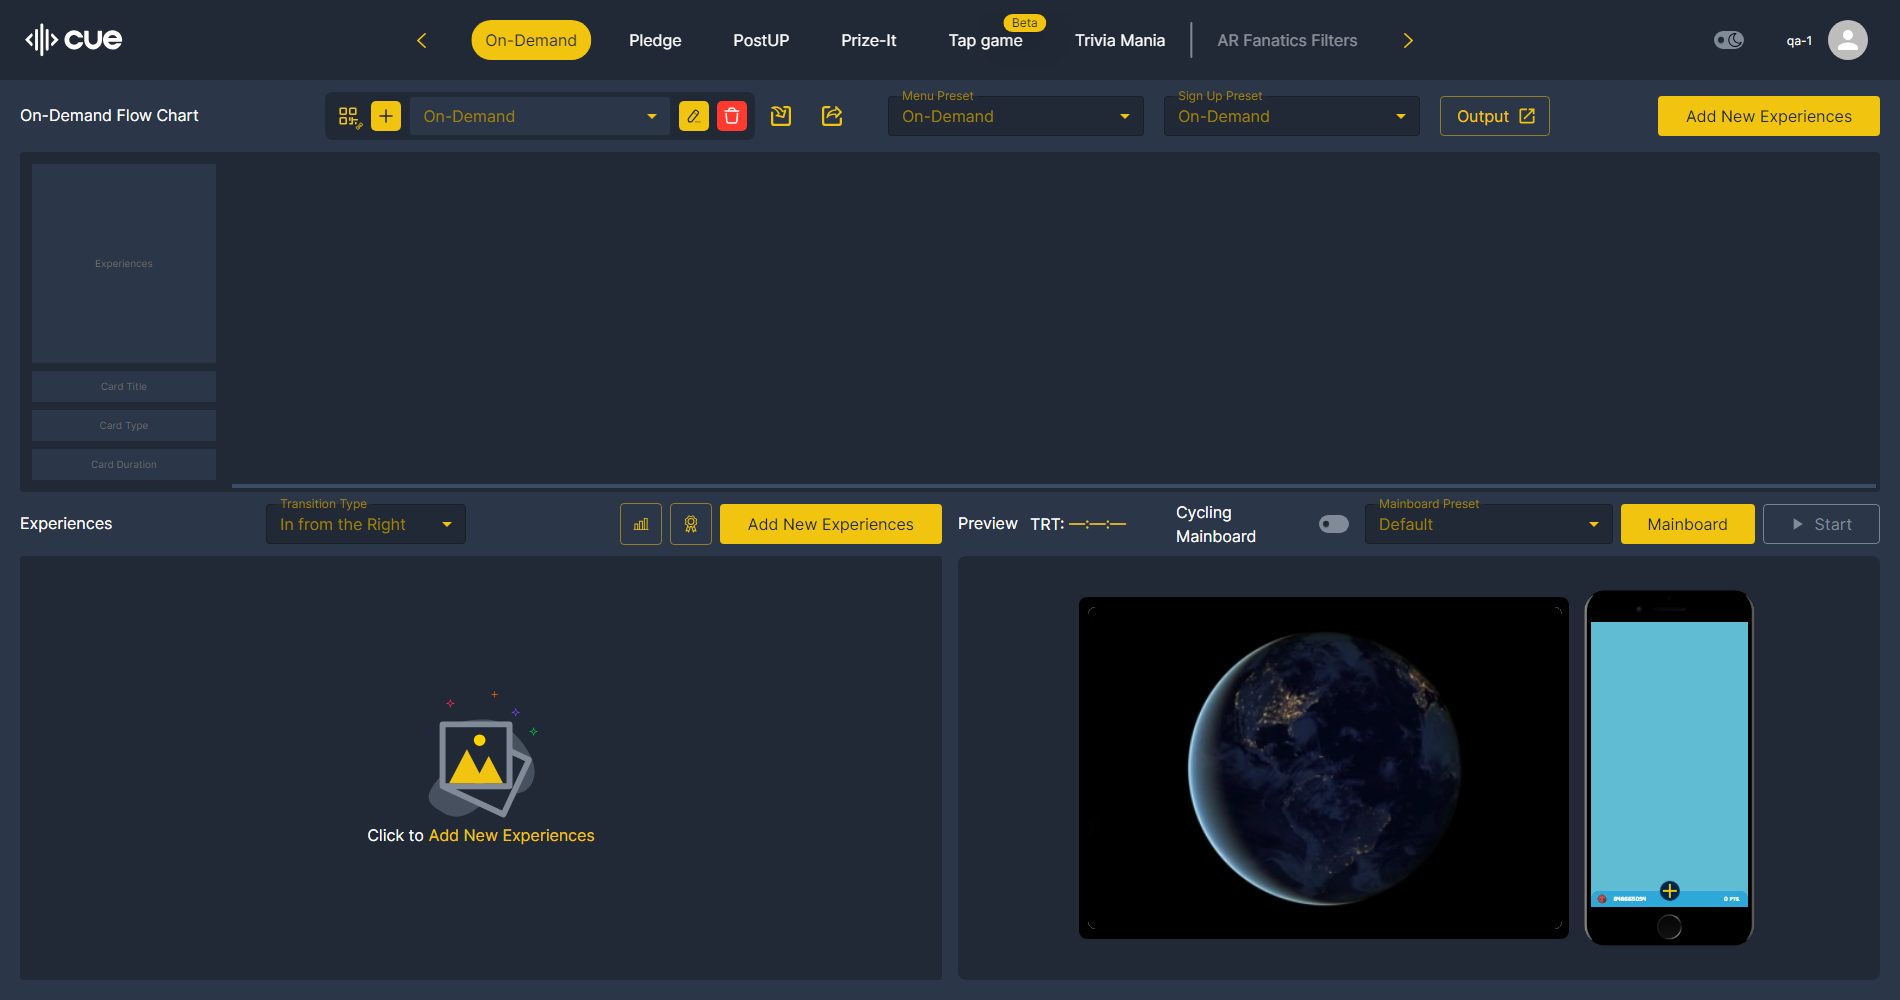 cue
On-Demand
Pledge
PostUP
Prize-It
Beta
Tap game
Trivia Mania
AR Fanatics Filters
qa-1
On-Demand Flow Chart
On-Demand
Menu Preset
On-Demand
Sign Up Preset
On-Demand
Output
Add New Experiences
Experiences
Card Title
Card Type
Card Duration
Experiences
Transition Type
In from the Right
Add New Experiences
Preview
TRT: —:—:—
Cycling
Mainboard
Mainboard Preset
Default
Mainboard
Start
Click to Add New Experiences
0 PTS.